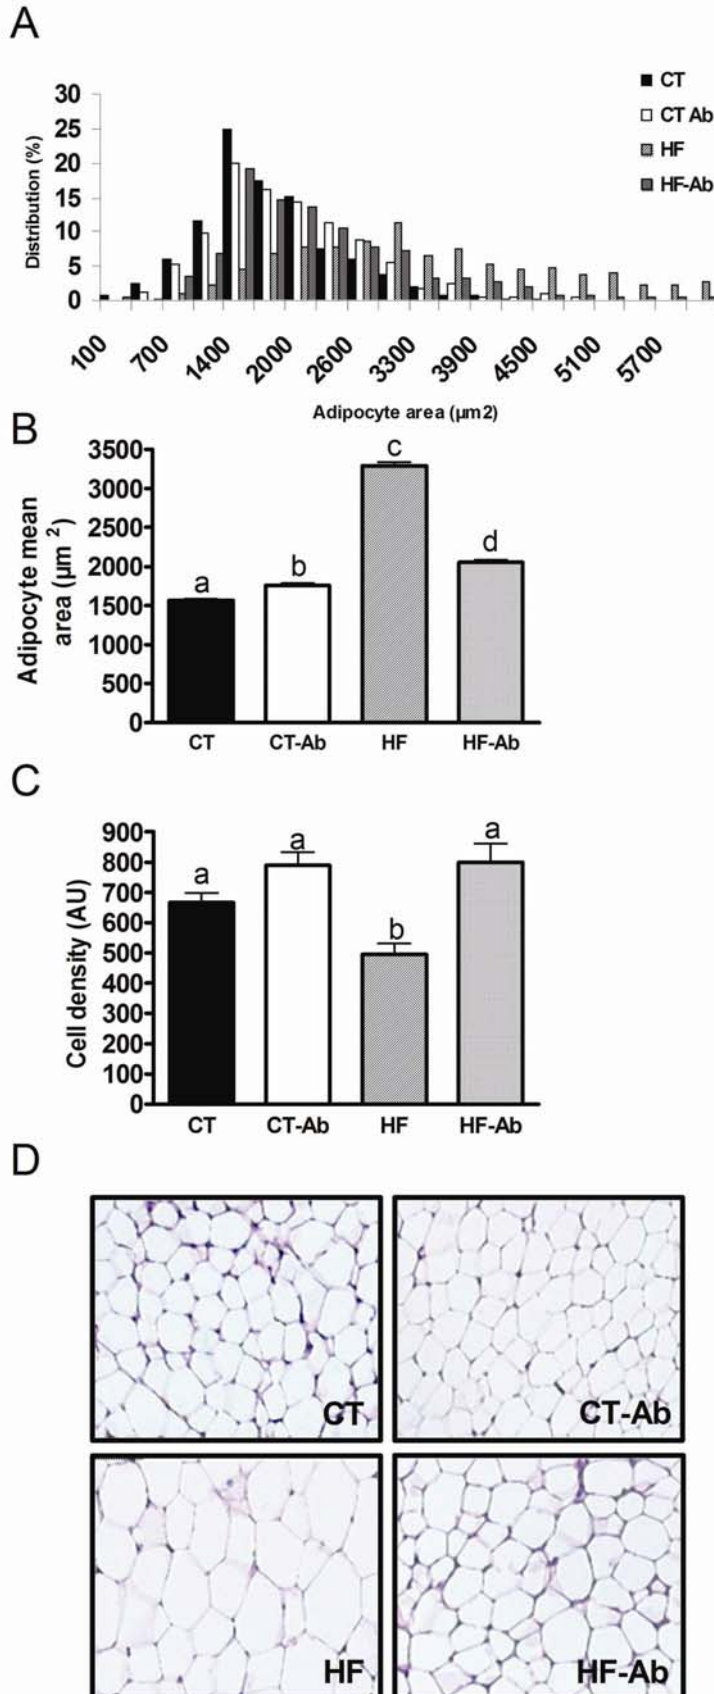 A
CT
CT Ab
HF
HF-Ab
Distribution (%)
30
25
20
15
10
5
0
100 700 1400 2000 2600 3300 3900 4500 5100 5700
Adipocyte area (µm2)
B
Adipocyte mean
area (µm 2)
3500
3000
2500
2000
1500
1000
500
0
a b c d
CT CT-Ab HF HF-Ab
C
Cell density (AU)
900
800
700
600
500
400
300
200
100
0
a a b a
CT CT-Ab HF HF-Ab
D
CT CT-Ab
HF HF-Ab